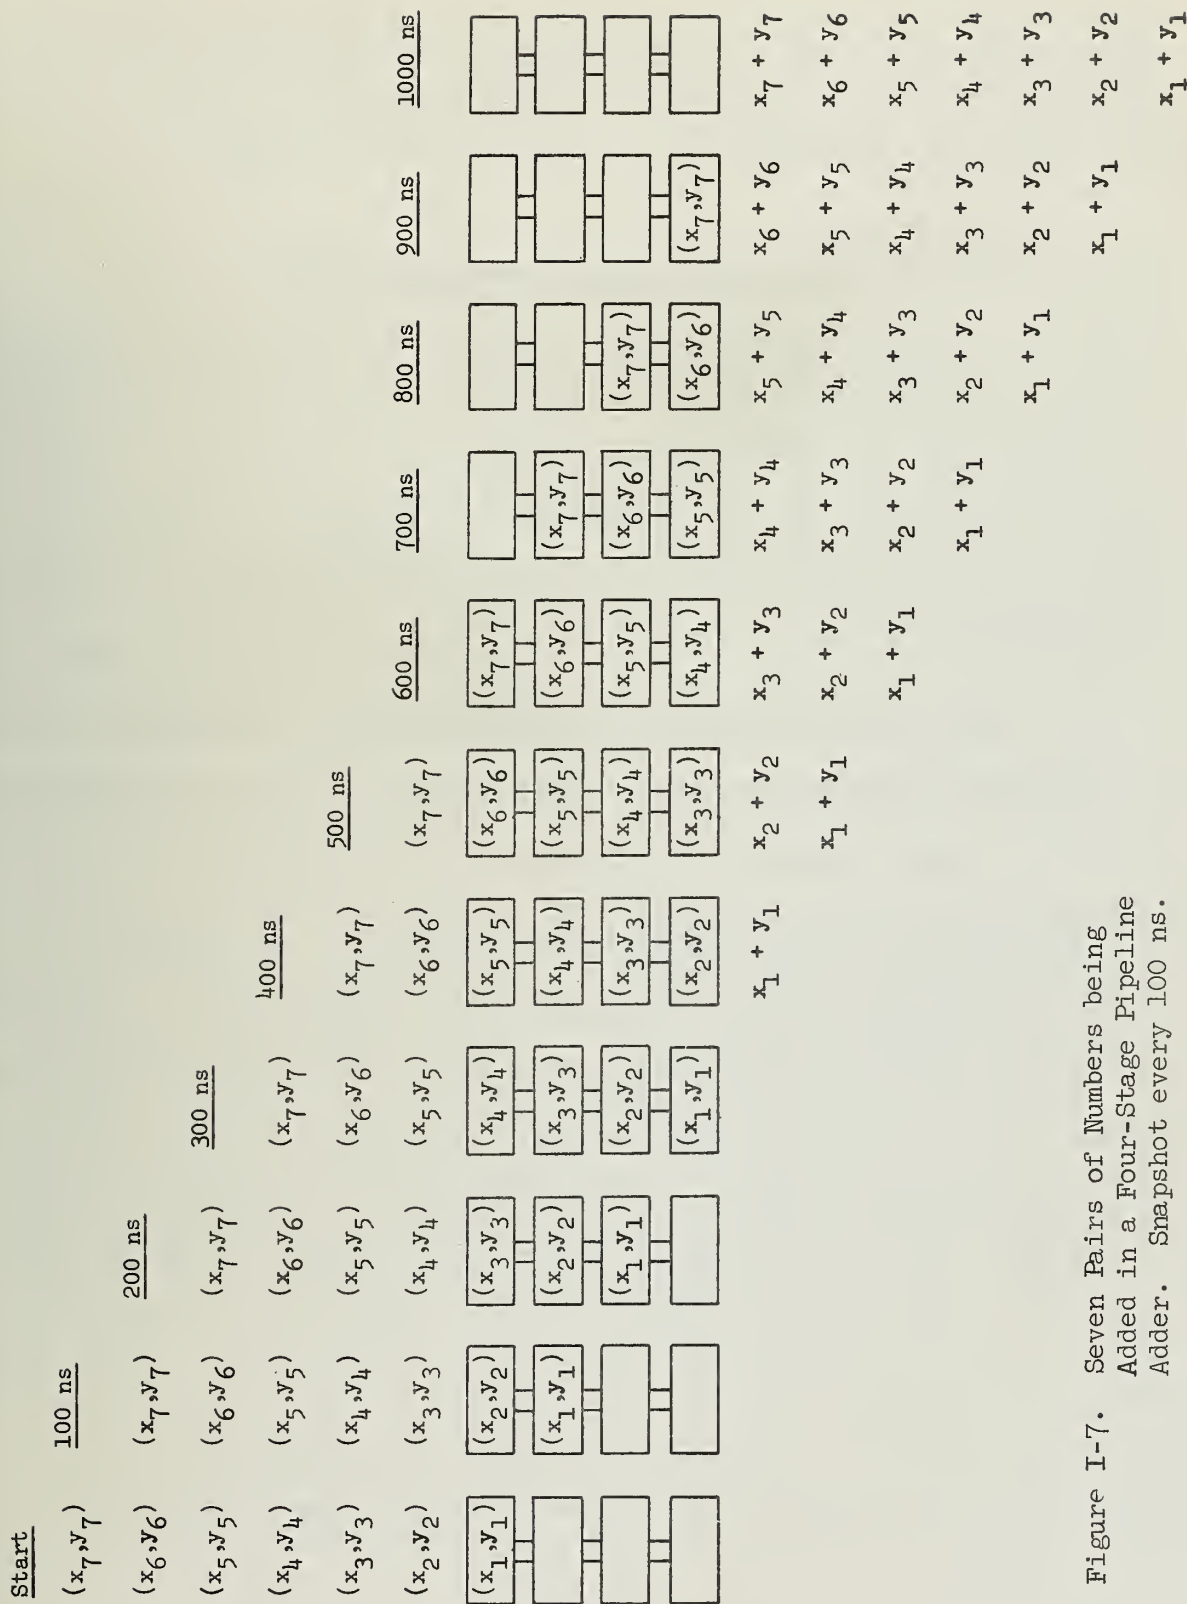 Start
(x₇,y₇)
(x₆,y₆)
(x₅,y₅)
(x₄,y₄)
(x₃,y₃)
(x₂,y₂)
(x₁,y₁)
100 ns
(x₇,y₇)
(x₆,y₆)
(x₅,y₅)
(x₄,y₄)
(x₃,y₃)
(x₂,y₂)
(x₁,y₁)
200 ns
(x₇,y₇)
(x₆,y₆)
(x₅,y₅)
(x₄,y₄)
(x₃,y₃)
(x₂,y₂)
(x₁,y₁)
300 ns
(x₇,y₇)
(x₆,y₆)
(x₅,y₅)
(x₄,y₄)
(x₃,y₃)
(x₂,y₂)
(x₁,y₁)
400 ns
(x₇,y₇)
(x₆,y₆)
(x₅,y₅)
(x₄,y₄)
(x₃,y₃)
(x₂,y₂)
x₁ + y₁
500 ns
(x₇,y₇)
(x₆,y₆)
(x₅,y₅)
(x₄,y₄)
(x₃,y₃)
x₂ + y₂
x₁ + y₁
600 ns
(x₇,y₇)
(x₆,y₆)
(x₅,y₅)
(x₄,y₄)
x₃ + y₃
x₂ + y₂
x₁ + y₁
700 ns
(x₇,y₇)
(x₆,y₆)
(x₅,y₅)
x₄ + y₄
x₃ + y₃
x₂ + y₂
x₁ + y₁
800 ns
(x₇,y₇)
(x₆,y₆)
x₅ + y₅
x₄ + y₄
x₃ + y₃
x₂ + y₂
x₁ + y₁
900 ns
(x₇,y₇)
x₆ + y₆
x₅ + y₅
x₄ + y₄
x₃ + y₃
x₂ + y₂
x₁ + y₁
1000 ns
x₇ + y₇
x₆ + y₆
x₅ + y₅
x₄ + y₄
x₃ + y₃
x₂ + y₂
x₁ + y₁
Figure I-7. Seven Pairs of Numbers being
Added in a Four-Stage Pipeline
Adder. Snapshot every 100 ns.